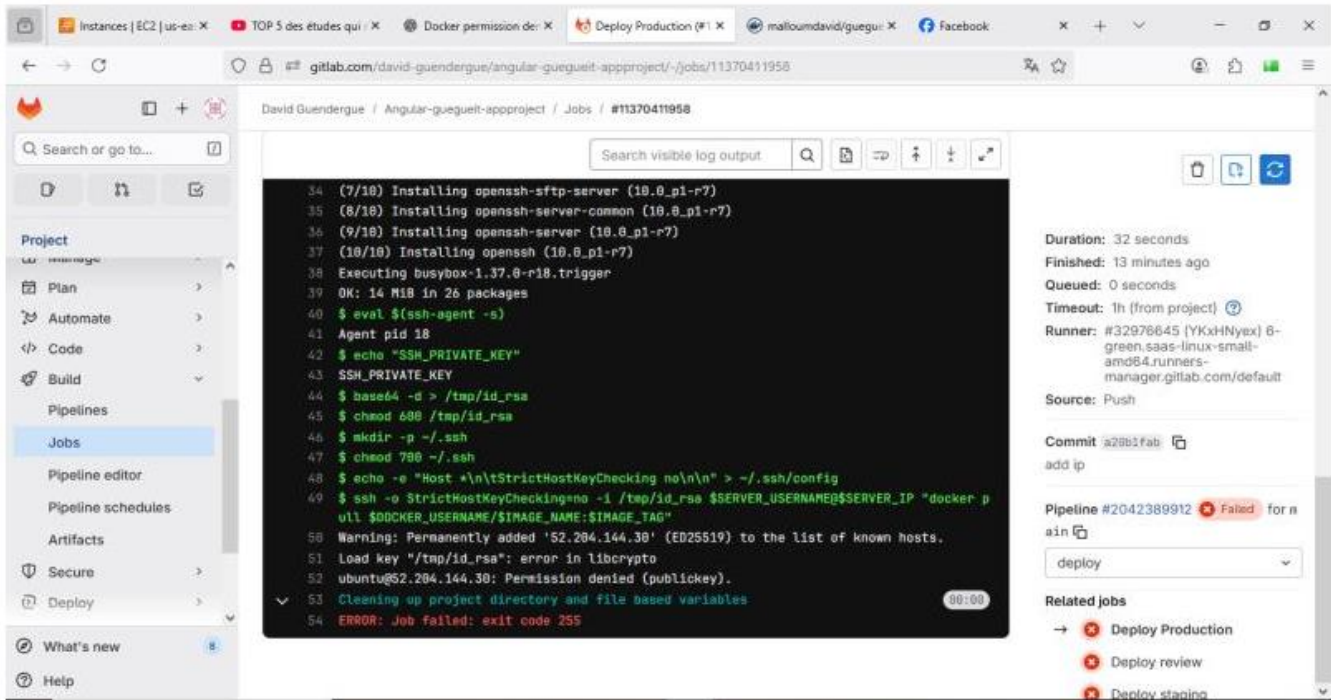 Instances | EC2 | us-ea
TOP 5 des études qui
Docker permission der
Deploy Production (#1
malloumdavid/guegue
Facebook
gitlab.com/david-guendergue/angular-guegueit-appproject/-/jobs/11370411958
David Guendergue / Angular-guegueit-appproject / Jobs / #11370411958
Search or go to...
Project
Manage
Plan
Automate
Code
Build
Pipelines
Jobs
Pipeline editor
Pipeline schedules
Artifacts
Secure
Deploy
What's new 8
Help
Search visible log output
34 (7/10) Installing openssh-sftp-server (10.0_p1-r7)
35 (8/10) Installing openssh-server-common (10.0_p1-r7)
36 (9/10) Installing openssh-server (10.0_p1-r7)
37 (10/10) Installing openssh (10.0_p1-r7)
38 Executing busybox-1.37.0-r18.trigger
39 OK: 14 MiB in 26 packages
40 $ eval $(ssh-agent -s)
41 Agent pid 18
42 $ echo "SSH_PRIVATE_KEY"
43 SSH_PRIVATE_KEY
44 $ base64 -d > /tmp/id_rsa
45 $ chmod 600 /tmp/id_rsa
46 $ mkdir -p ~/.ssh
47 $ chmod 700 ~/.ssh
48 $ echo -e "Host *\n\tStrictHostKeyChecking no\n\n" > ~/.ssh/config
49 $ ssh -o StrictHostKeyChecking=no -i /tmp/id_rsa $SERVER_USERNAME@$SERVER_IP "docker p
ull $DOCKER_USERNAME/$IMAGE_NAME:$IMAGE_TAG"
50 Warning: Permanently added '52.204.144.30' (ED25519) to the list of known hosts.
51 Load key "/tmp/id_rsa": error in libcrypto
52 ubuntu@52.204.144.30: Permission denied (publickey).
53 Cleaning up project directory and file based variables 00:00
54 ERROR: Job failed: exit code 255
Duration: 32 seconds
Finished: 13 minutes ago
Queued: 0 seconds
Timeout: 1h (from project)
Runner: #32976645 (YKxHNyex) 6-
green.saas-linux-small-
amd64.runners-
manager.gitlab.com/default
Source: Push
Commit a20b1fab
add ip
Pipeline #2042389912 Failed for m
ain
deploy
Related jobs
Deploy Production
Deploy review
Deploy staging